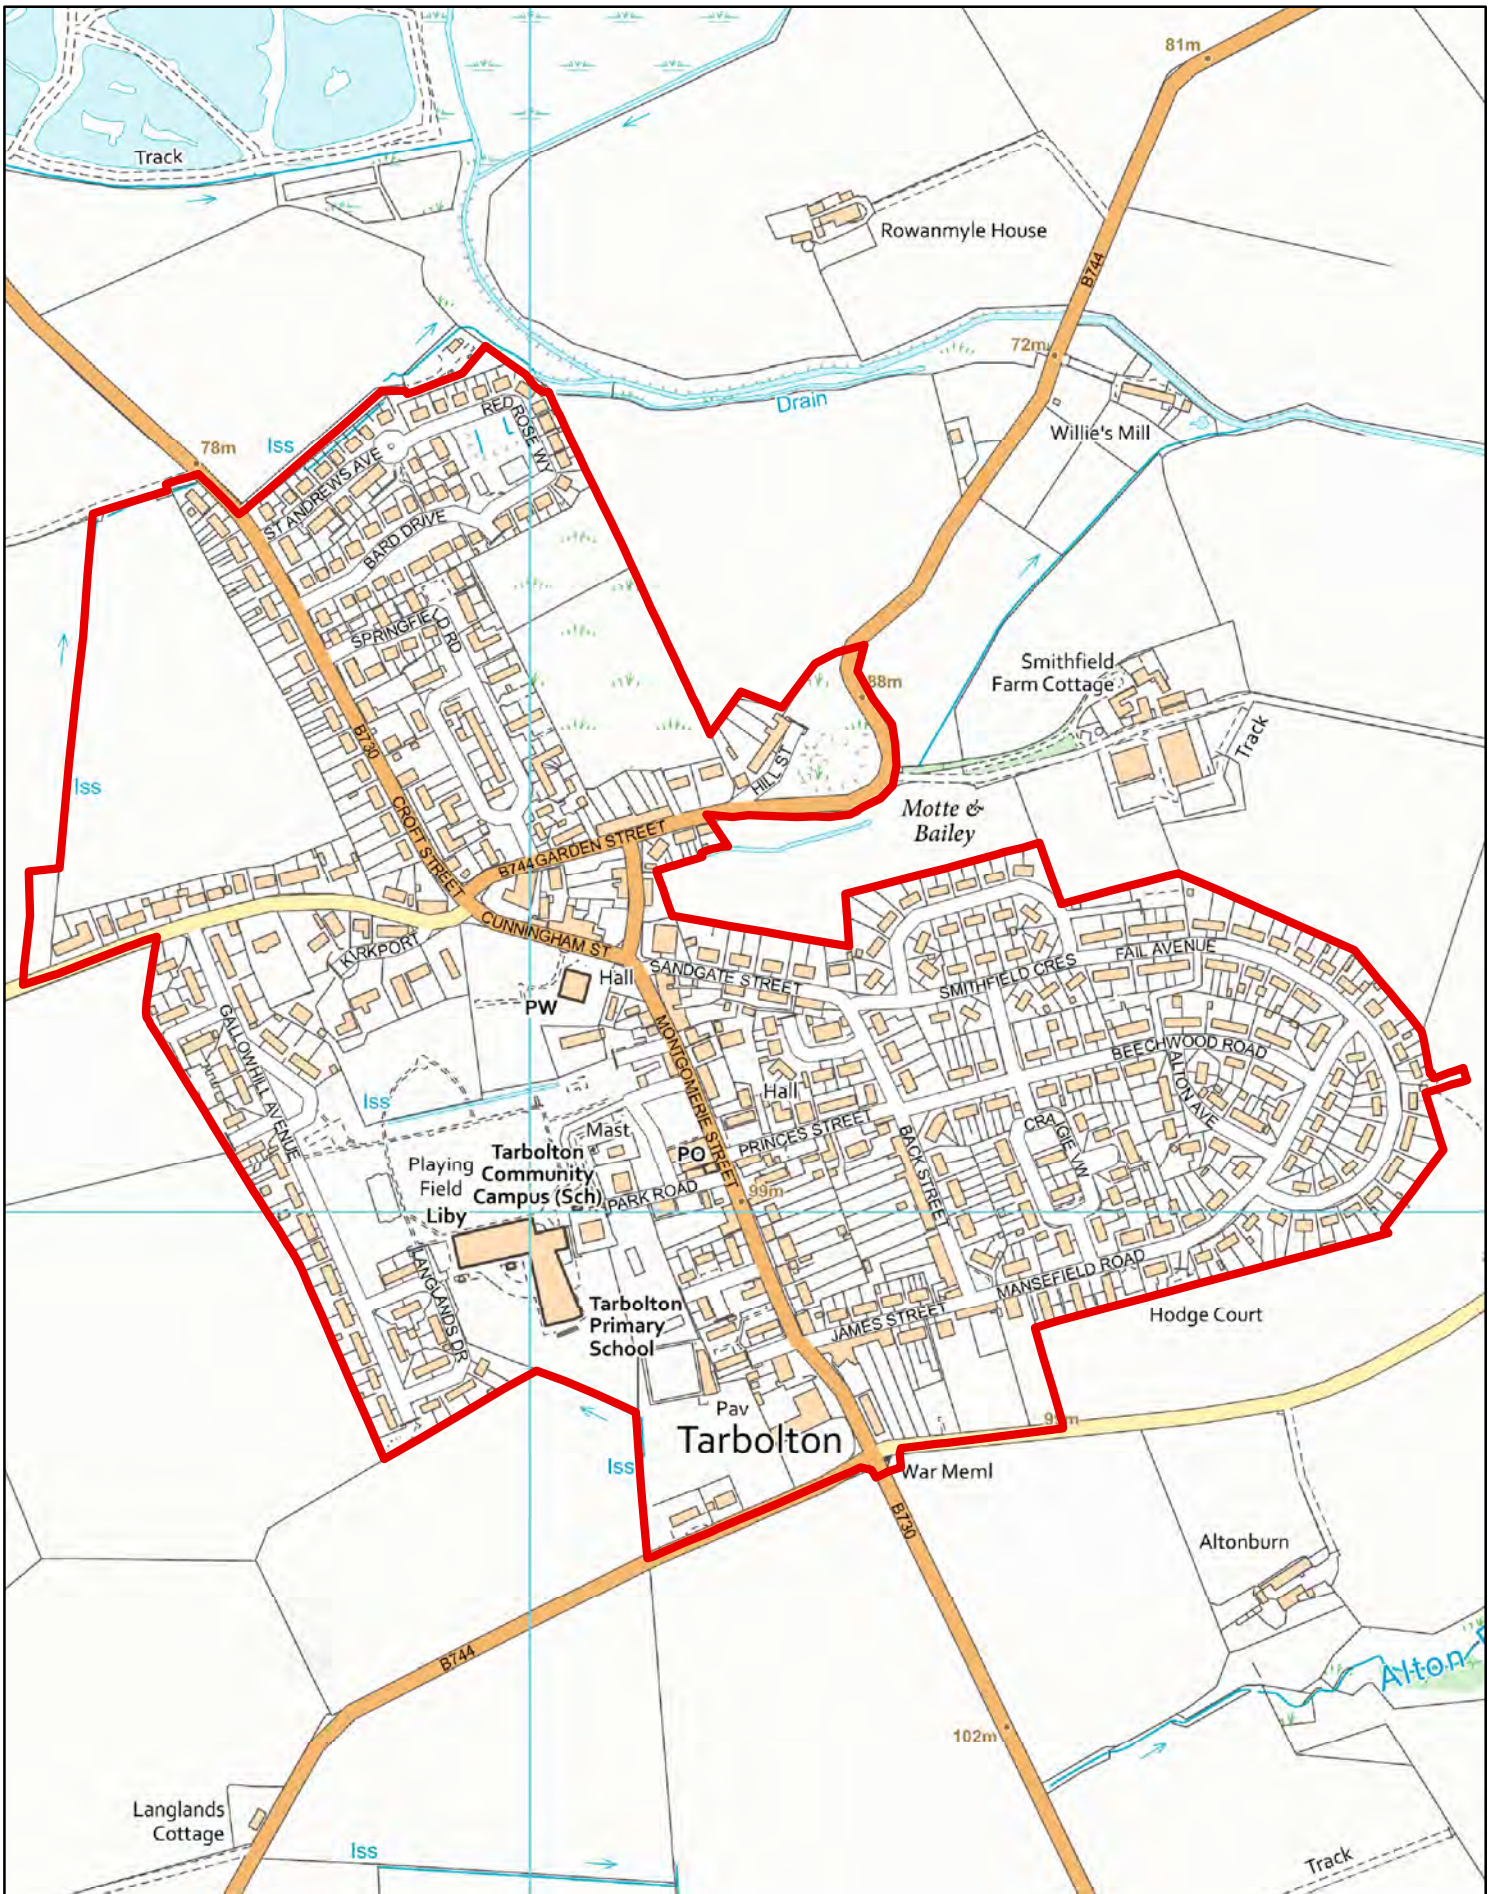 81m
Track
Rowanmyle House
B744
72m
Drain
Willie's Mill
78m
Iss
RED ROSE WY
ST ANDREWS AVE
BARD DRIVE
SPRINGFIELD RD
Smithfield
Farm Cottage
88m
Track
B730
HILL ST
Iss
Motte &
Bailey
CROFT STREET
B744
GARDEN STREET
CUNNINGHAM ST
KIRKPORT
Hall
SANDGATE STREET
SMITHFIELD CRES
FAIL AVENUE
PW
GALLOWHILL AVENUE
MONTGOMERIE STREET
BEECHWOOD ROAD
ALTON AVE
Iss
Hall
CRAIGIE VW
Mast
PRINCES STREET
BACK STREET
Playing
Field
Liby
Tarbolton
Community
Campus (Sch)
PO
PARK ROAD
99m
LANGLANDS DR
MANSEFIELD ROAD
Tarbolton
Primary
School
JAMES STREET
Hodge Court
Pav
Tarbolton
99m
Iss
War Meml
B730
Altonburn
B744
Alton
102m
Langlands
Cottage
Iss
Track